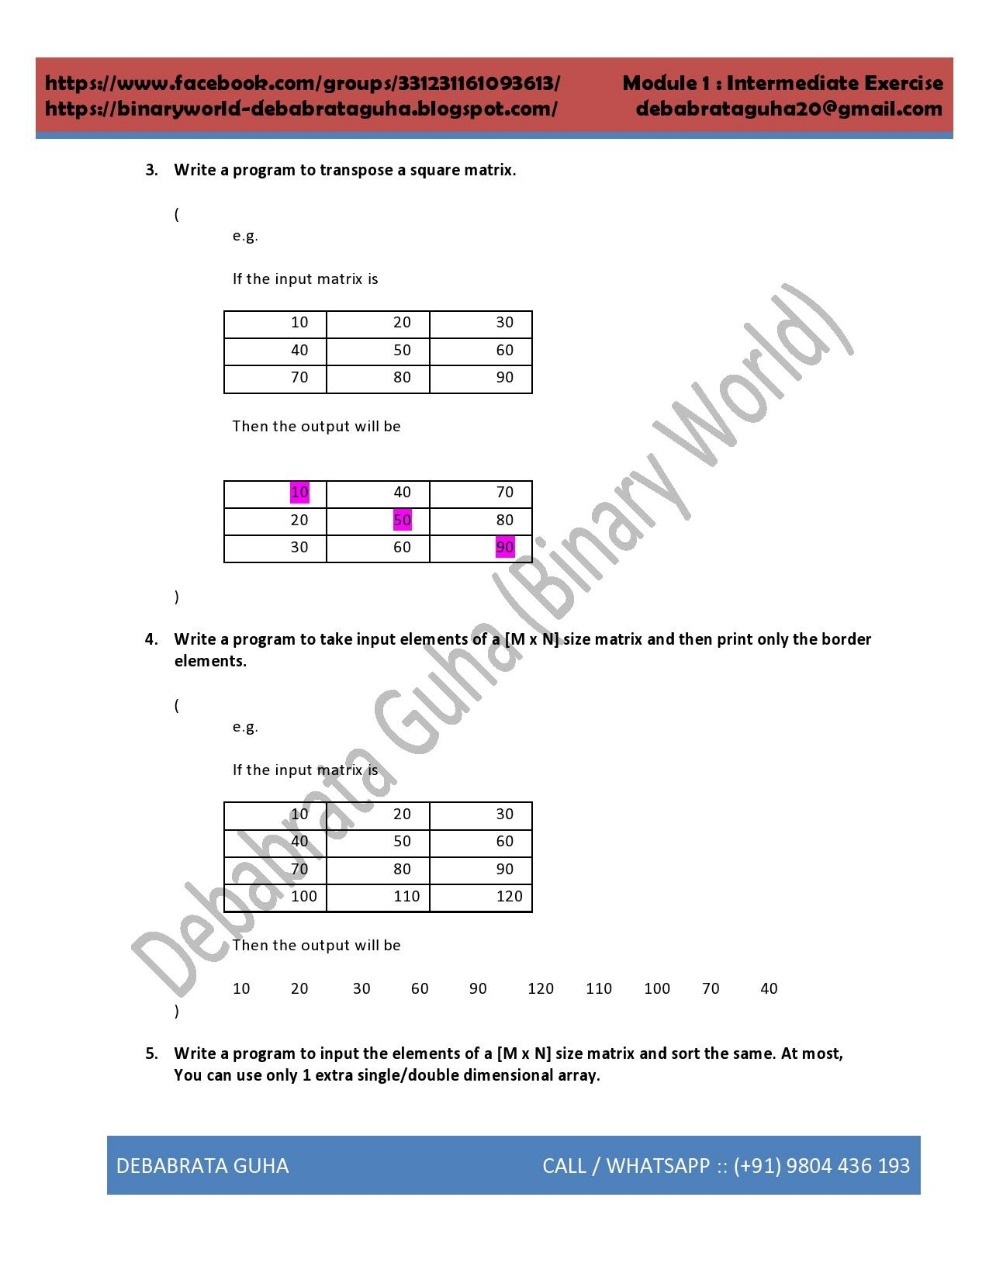 https://www.facebook.com/groups/331231161093613/ Module 1 : Intermediate Exercise
https://binaryworld-debabrataguha.blogspot.com/ debabrataguha20@gmail.com
3. Write a program to transpose a square matrix.
(
e.g.
If the input matrix is
10 20 30
40 50 60
70 80 90
Then the output will be
10 40 70
20 50 80
30 60 90
)
4. Write a program to take input elements of a [M x N] size matrix and then print only the border
elements.
(
e.g.
If the input matrix is
10 20 30
40 50 60
70 80 90
100 110 120
Then the output will be
10 20 30 60 90 120 110 100 70 40
)
5. Write a program to input the elements of a [M x N] size matrix and sort the same. At most,
You can use only 1 extra single/double dimensional array.
Debabrata Guha (Binary World)
DEBABRATA GUHA CALL / WHATSAPP :: (+91) 9804 436 193